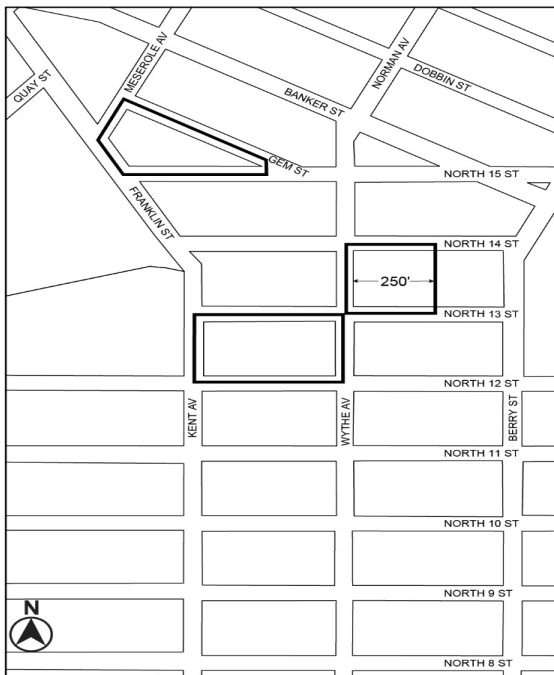 MESEROLE AV
NORMAN AV
QUAY ST
DOBBIN ST
BANKER ST
GEM ST
NORTH 15 ST
FRANKLIN ST
NORTH 14 ST
250'
NORTH 13 ST
NORTH 12 ST
KENT AV
WYTHE AV
BERRY ST
NORTH 11 ST
NORTH 10 ST
NORTH 9 ST
N
NORTH 8 ST